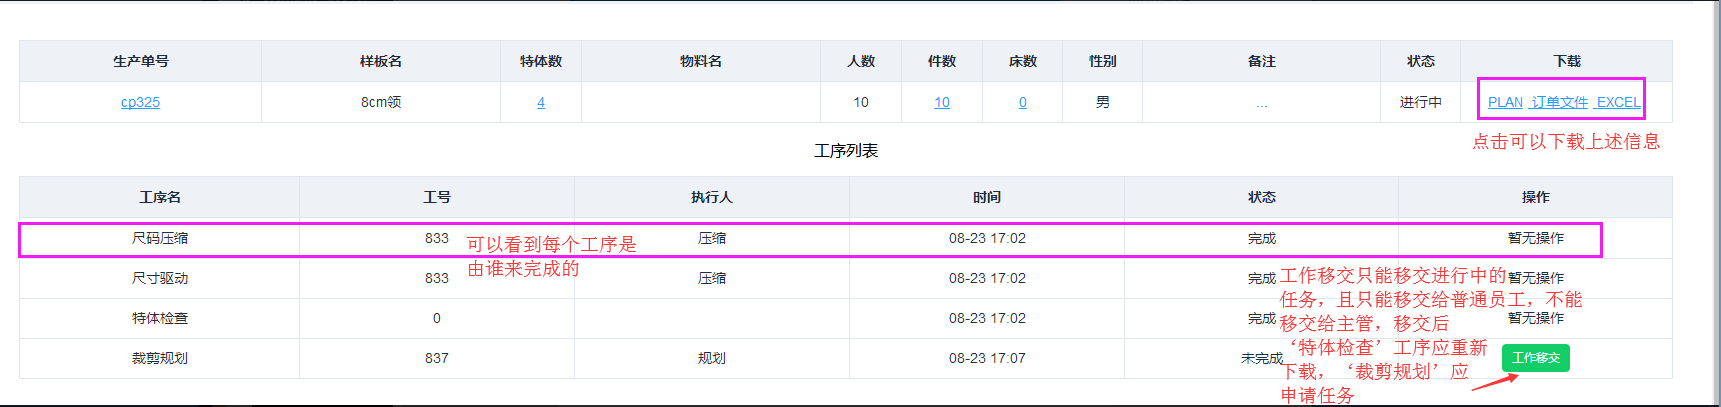 生产单号 样板名 特体数 物料名 人数 件数 床数 性别 备注 状态 下载
cp325 8cm领 4 10 10 0 男 ... 进行中 PLAN 订单文件 EXCEL
点击可以下载上述信息
工序列表
工序名 工号 执行人 时间 状态 操作
尺码压缩 833 压缩 08-23 17:02 完成 暂无操作
可以看到每个工序是
由谁来完成的
尺寸驱动 833 压缩 08-23 17:02 完成 暂无操作
特体检查 0 08-23 17:02 完成 暂无操作
裁剪规划 837 规划 08-23 17:07 未完成 工作移交
工作移交只能移交进行中的
任务，且只能移交给普通员工，不能
移交给主管，移交后
‘特体检查’工序应重新
下载，‘裁剪规划’应
申请任务